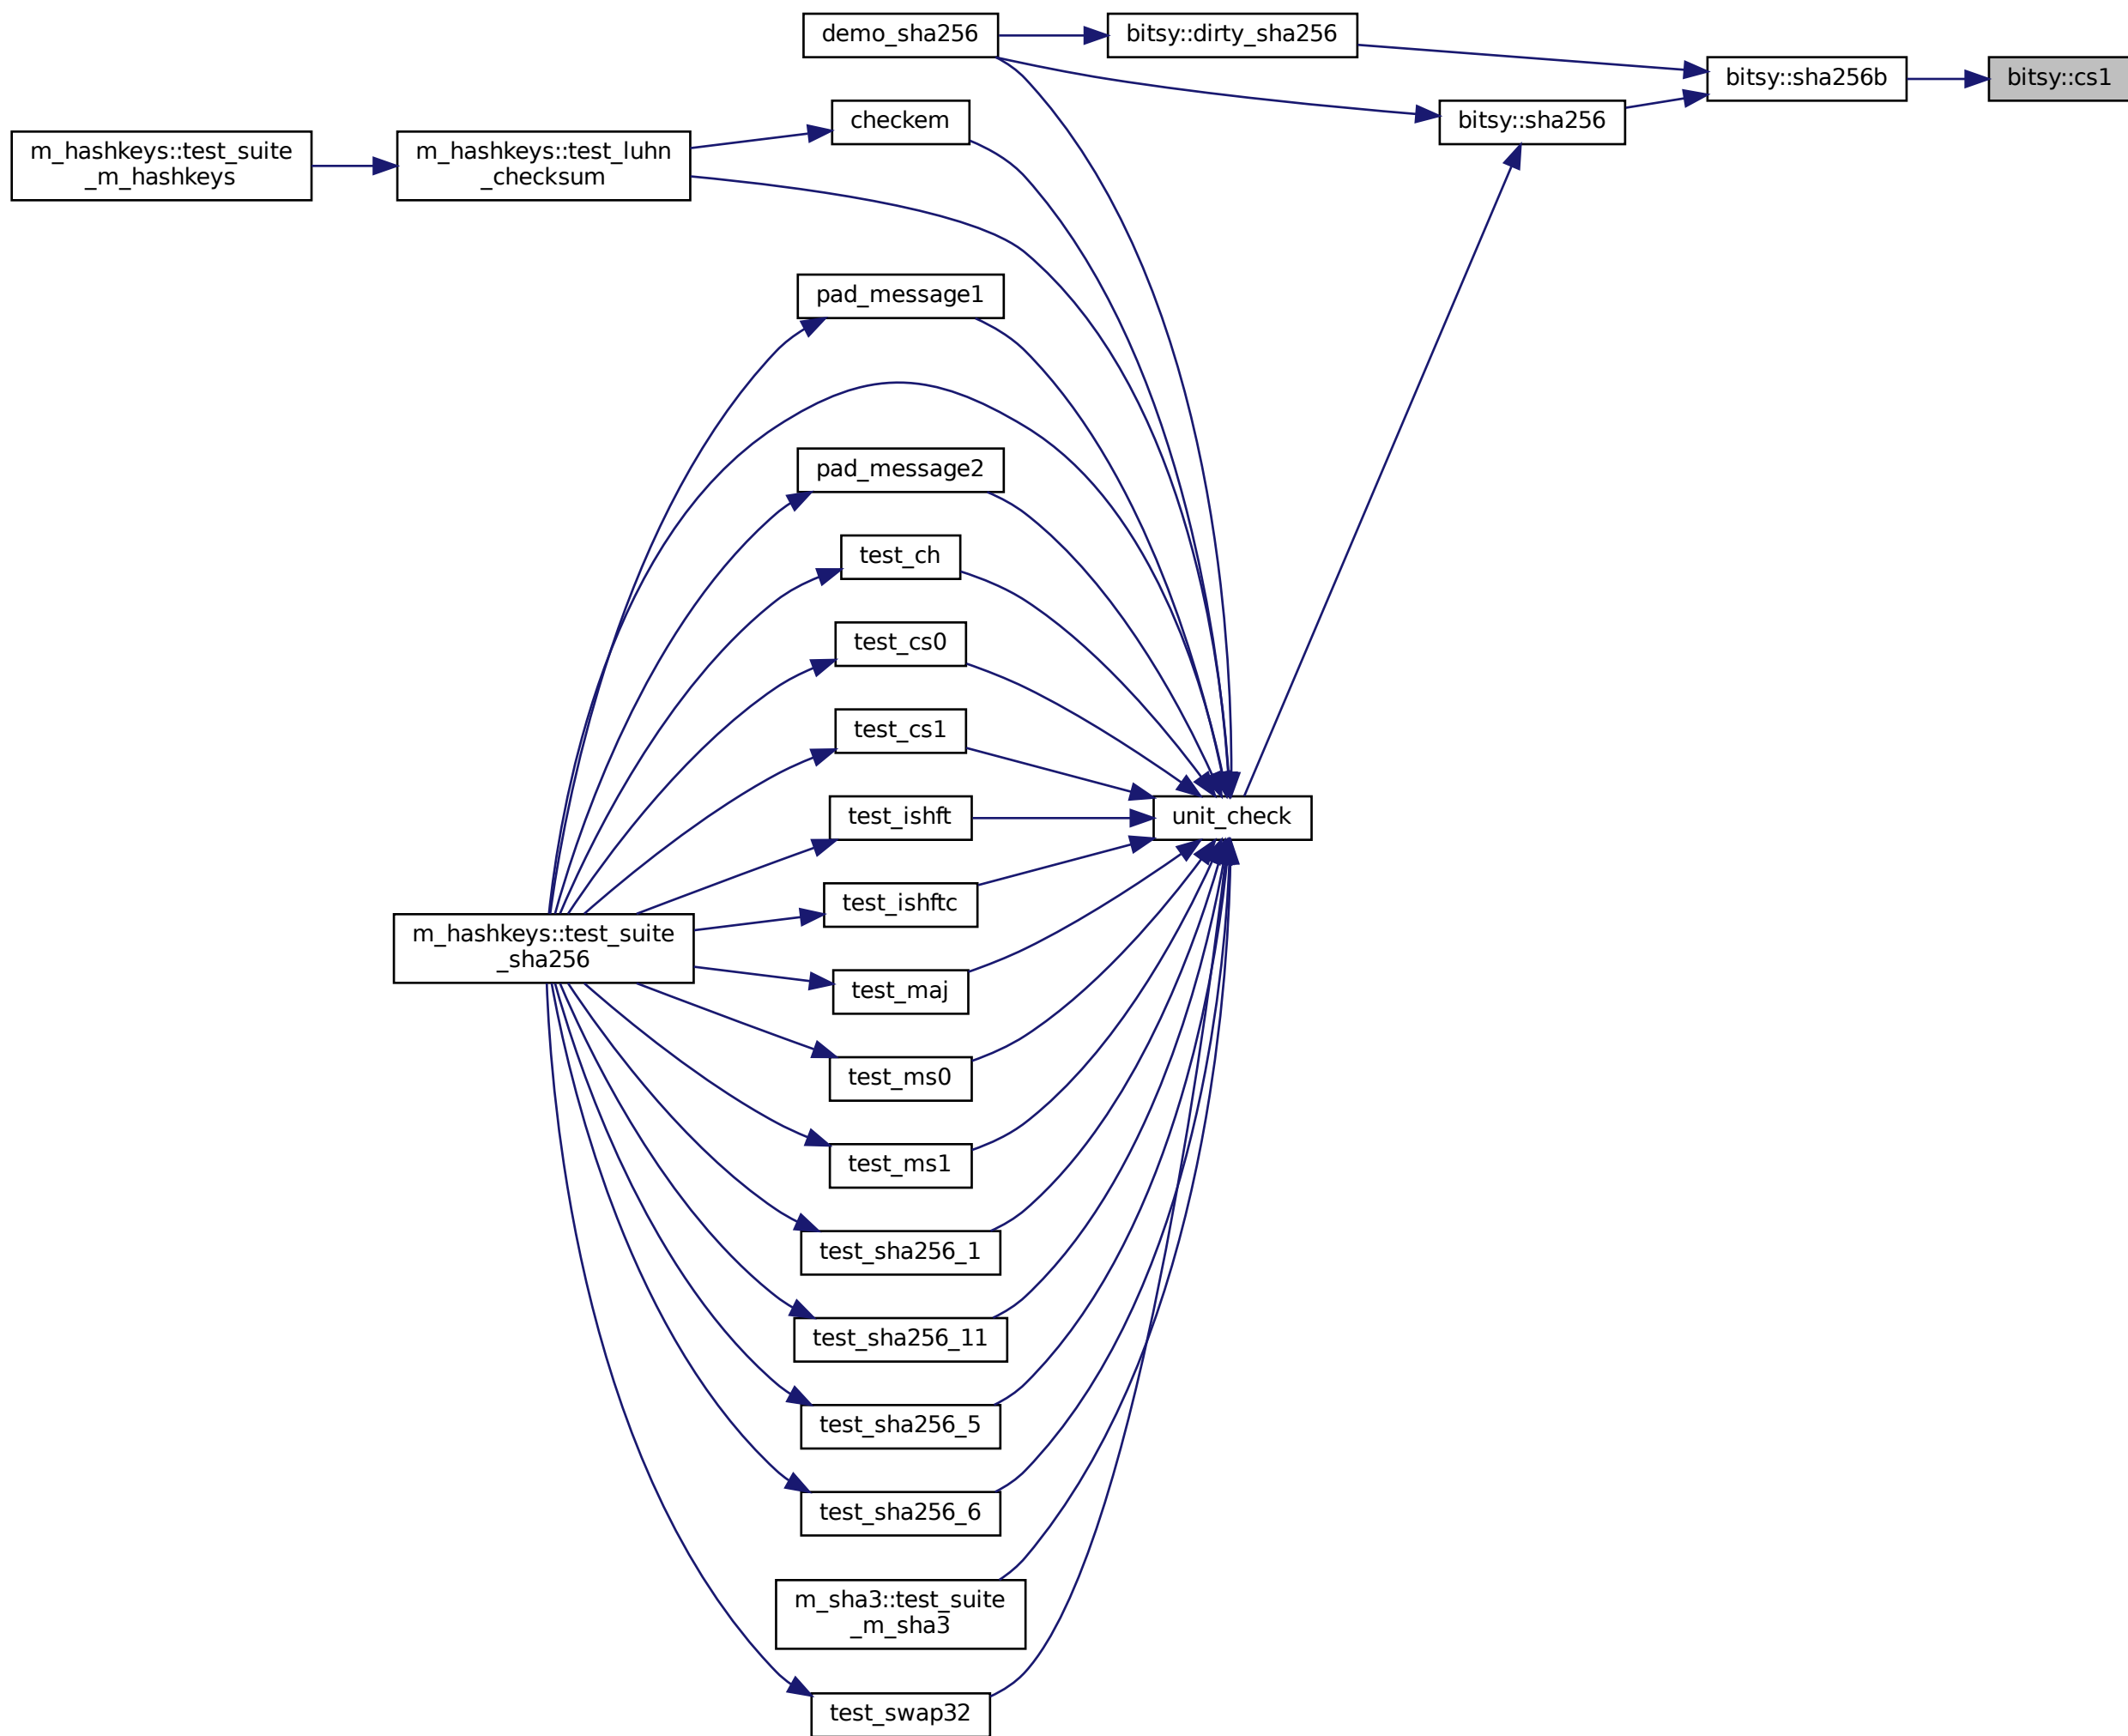 demo_sha256
bitsy::dirty_sha256
bitsy::sha256b
bitsy::cs1
bitsy::sha256
checkem
m_hashkeys::test_suite
_m_hashkeys
m_hashkeys::test_luhn
_checksum
pad_message1
pad_message2
test_ch
test_cs0
test_cs1
test_ishft
unit_check
test_ishftc
m_hashkeys::test_suite
_sha256
test_maj
test_ms0
test_ms1
test_sha256_1
test_sha256_11
test_sha256_5
test_sha256_6
m_sha3::test_suite
_m_sha3
test_swap32